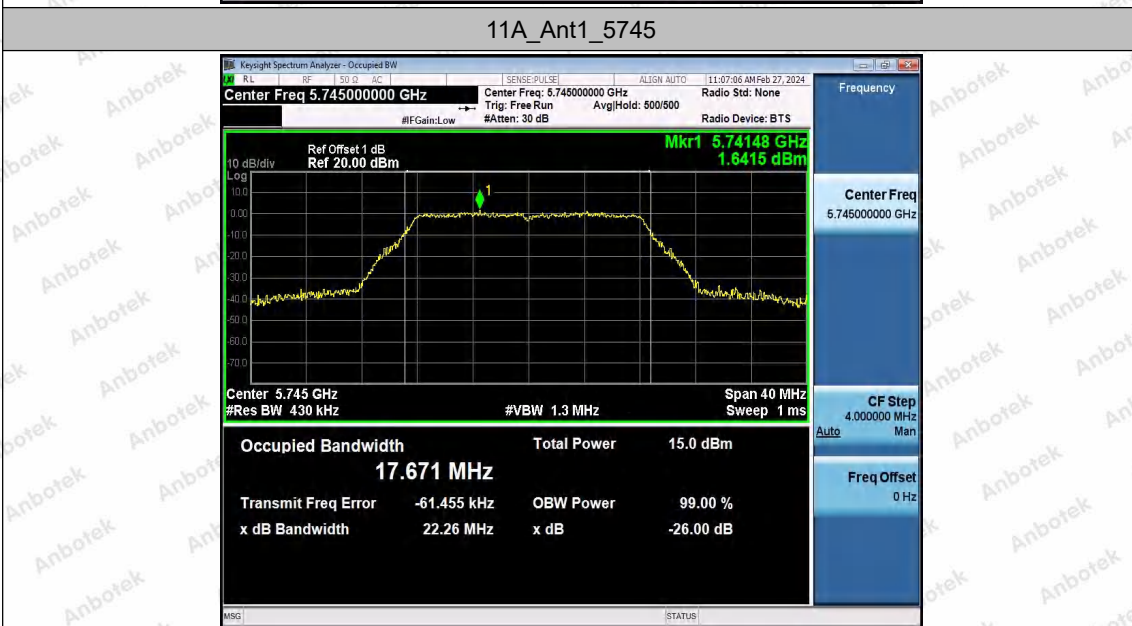 11A_Ant1_5745
Keysight Spectrum Analyzer - Occupied BW
RL RF 50 Ω AC SENSE:PULSE ALIGN AUTO 11:07:06 AM Feb 27, 2024
Center Freq 5.745000000 GHz
Center Freq: 5.745000000 GHz Radio Std: None
Trig: Free Run Avg|Hold: 500/500
#IFGain:Low #Atten: 30 dB Radio Device: BTS
Frequency
Mkr1 5.74148 GHz
1.6415 dBm
Ref Offset 1 dB
10 dB/div Ref 20.00 dBm
Log
10.0
0.00
-10.0
-20.0
-30.0
-40.0
-50.0
-60.0
-70.0
1
Center 5.745 GHz Span 40 MHz
#Res BW 430 kHz #VBW 1.3 MHz Sweep 1 ms
Occupied Bandwidth Total Power 15.0 dBm
17.671 MHz
Transmit Freq Error -61.455 kHz OBW Power 99.00 %
x dB Bandwidth 22.26 MHz x dB -26.00 dB
Center Freq
5.745000000 GHz
CF Step
4.000000 MHz
Auto Man
Freq Offset
0 Hz
MSG STATUS
Anbotek